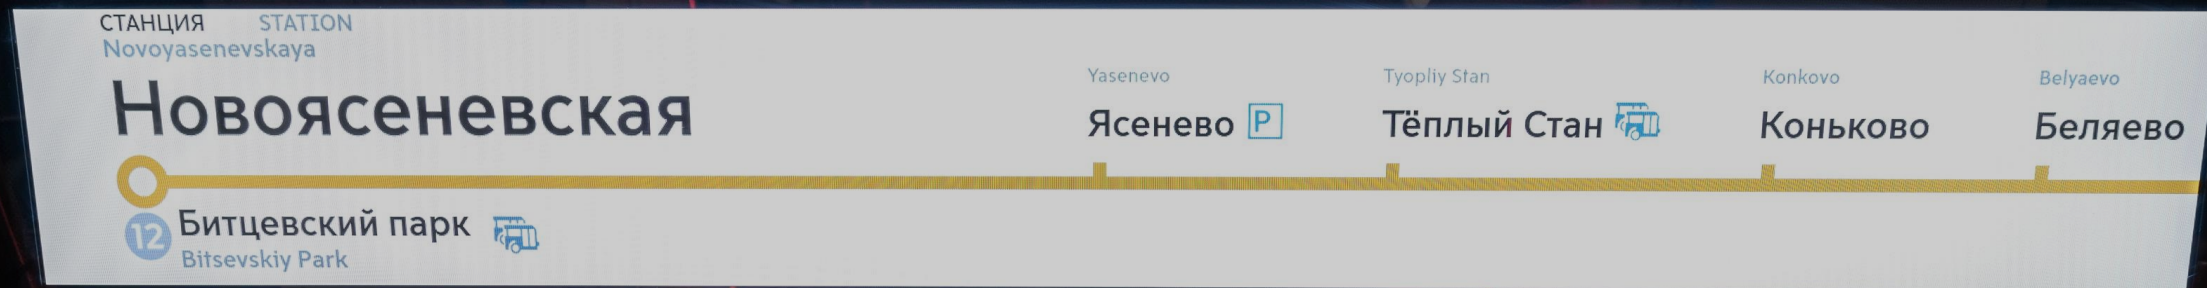 СТАНЦИЯ STATION
Novoyasenevskaya
Новоясеневская
Yasenevo
Ясенево P
Tyopliy Stan
Тёплый Стан
Konkovo
Коньково
Belyaevo
Беляево
12 Битцевский парк
Bitsevskiy Park